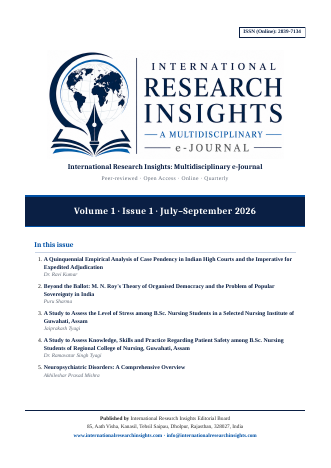 ISSN (Online): 2839-7134
INTERNATIONAL
RESEARCH
INSIGHTS
A MULTIDISCIPLINARY
e-JOURNAL
International Research Insights: Multidisciplinary e-Journal
Peer-reviewed · Open Access · Online · Quarterly
Volume 1 · Issue 1 · July–September 2026
In this issue
1. A Quinquennial Empirical Analysis of Case Pendency in Indian High Courts and the Imperative for
Expedited Adjudication
Dr. Ravi Kumar
2. Beyond the Ballot: M. N. Roy's Theory of Organised Democracy and the Problem of Popular
Sovereignty in India
Puru Sharma
3. A Study to Assess the Level of Stress among B.Sc. Nursing Students in a Selected Nursing Institute of
Guwahati, Assam
Jaiprakash Tyagi
4. A Study to Assess Knowledge, Skills and Practice Regarding Patient Safety among B.Sc. Nursing
Students of Regional College of Nursing, Guwahati, Assam
Dr. Rameswar Singh Tyagi
5. Neuropsychiatric Disorders: A Comprehensive Overview
Akhileshar Prasad Mishra
Published by International Research Insights Editorial Board
85, Aath Visha, Kasauli, Tehsil Saipau, Dholpur, Rajasthan, 328027, India
www.internationalresearchinsights.com · info@internationalresearchinsights.com